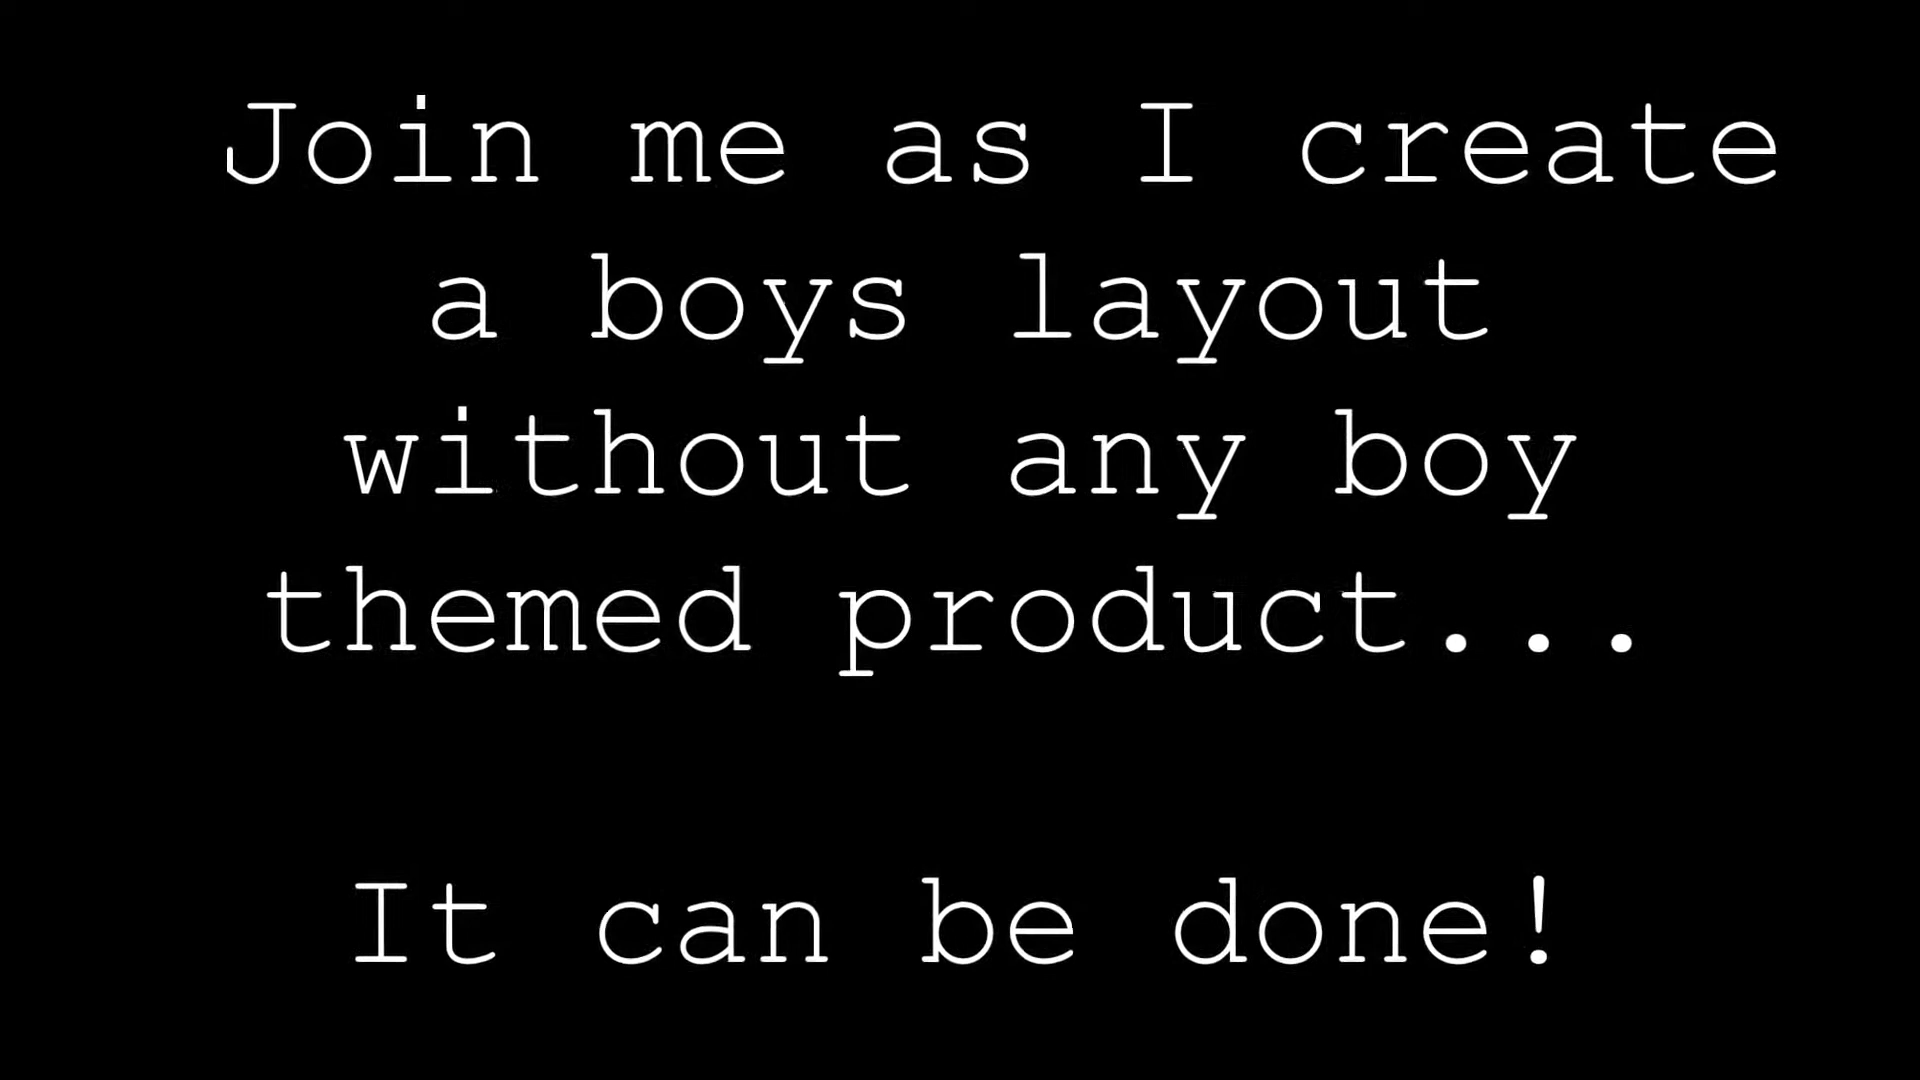 Join me as I create
a boys layout
without any boy
themed product...
It can be done!